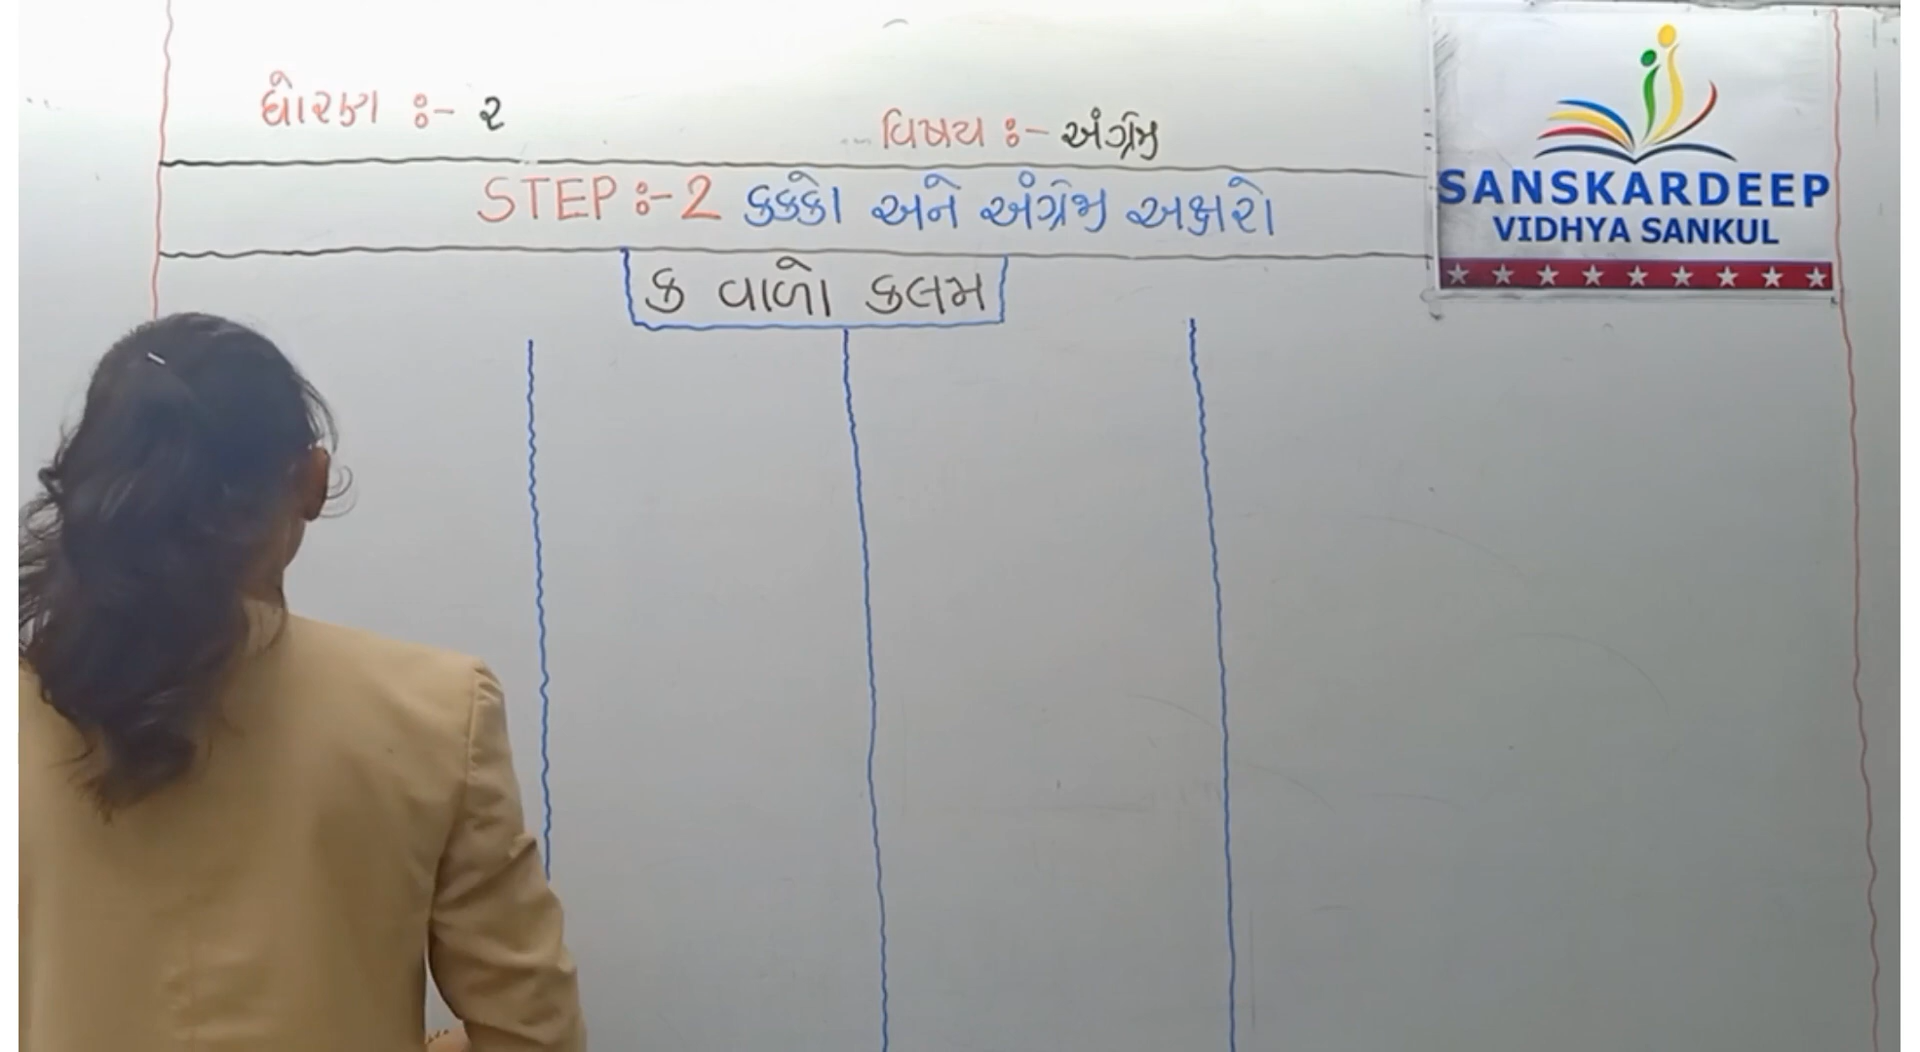 ધોરણ :- ૨
વિષય :- અંગ્રેજી
STEP :- 2 કક્કો અને અંગ્રેજી અક્ષરો
ક વાળો કલમ
SANSKARDEEP
VIDHYA SANKUL